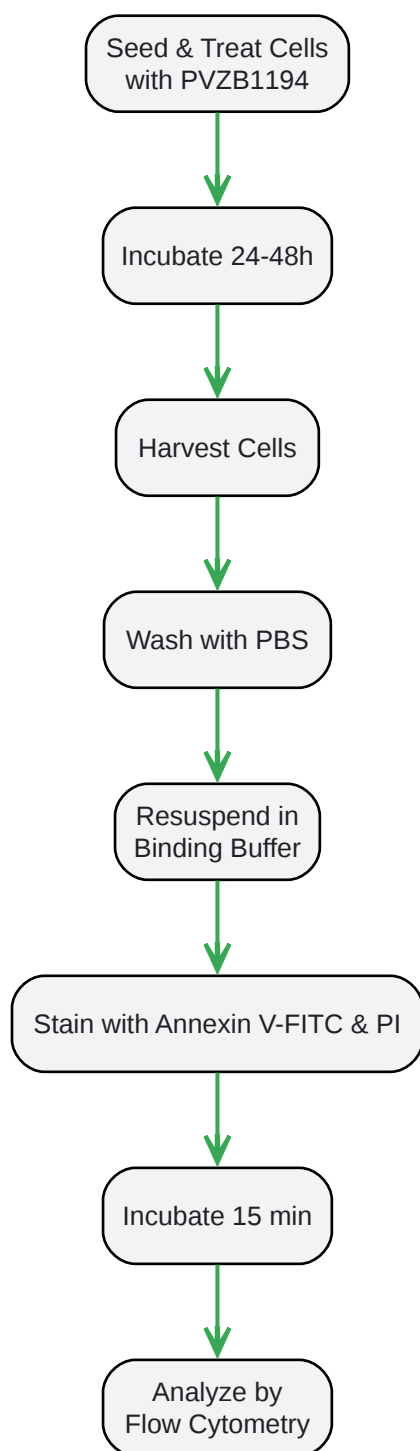 Seed & Treat Cells
with PVZB1194
Incubate 24-48h
Harvest Cells
Wash with PBS
Resuspend in
Binding Buffer
Stain with Annexin V-FITC & PI
Incubate 15 min
Analyze by
Flow Cytometry